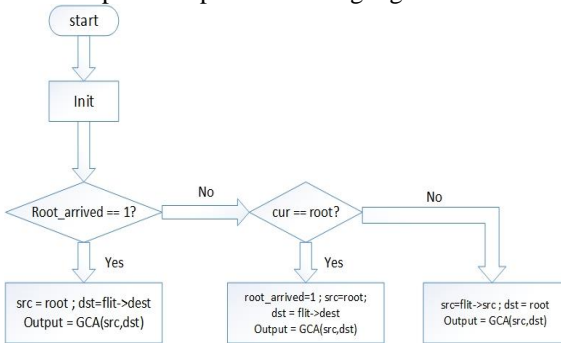 start
Init
Root_arrived == 1?
No
cur == root?
No
Yes
Yes
src = root ; dst=flit->dest
Output = GCA(src,dst)
root_arrived=1 ; src=root;
dst = flit->dest
Output = GCA(src,dst)
src=flit->src ; dst = root
Output = GCA(src,dst)